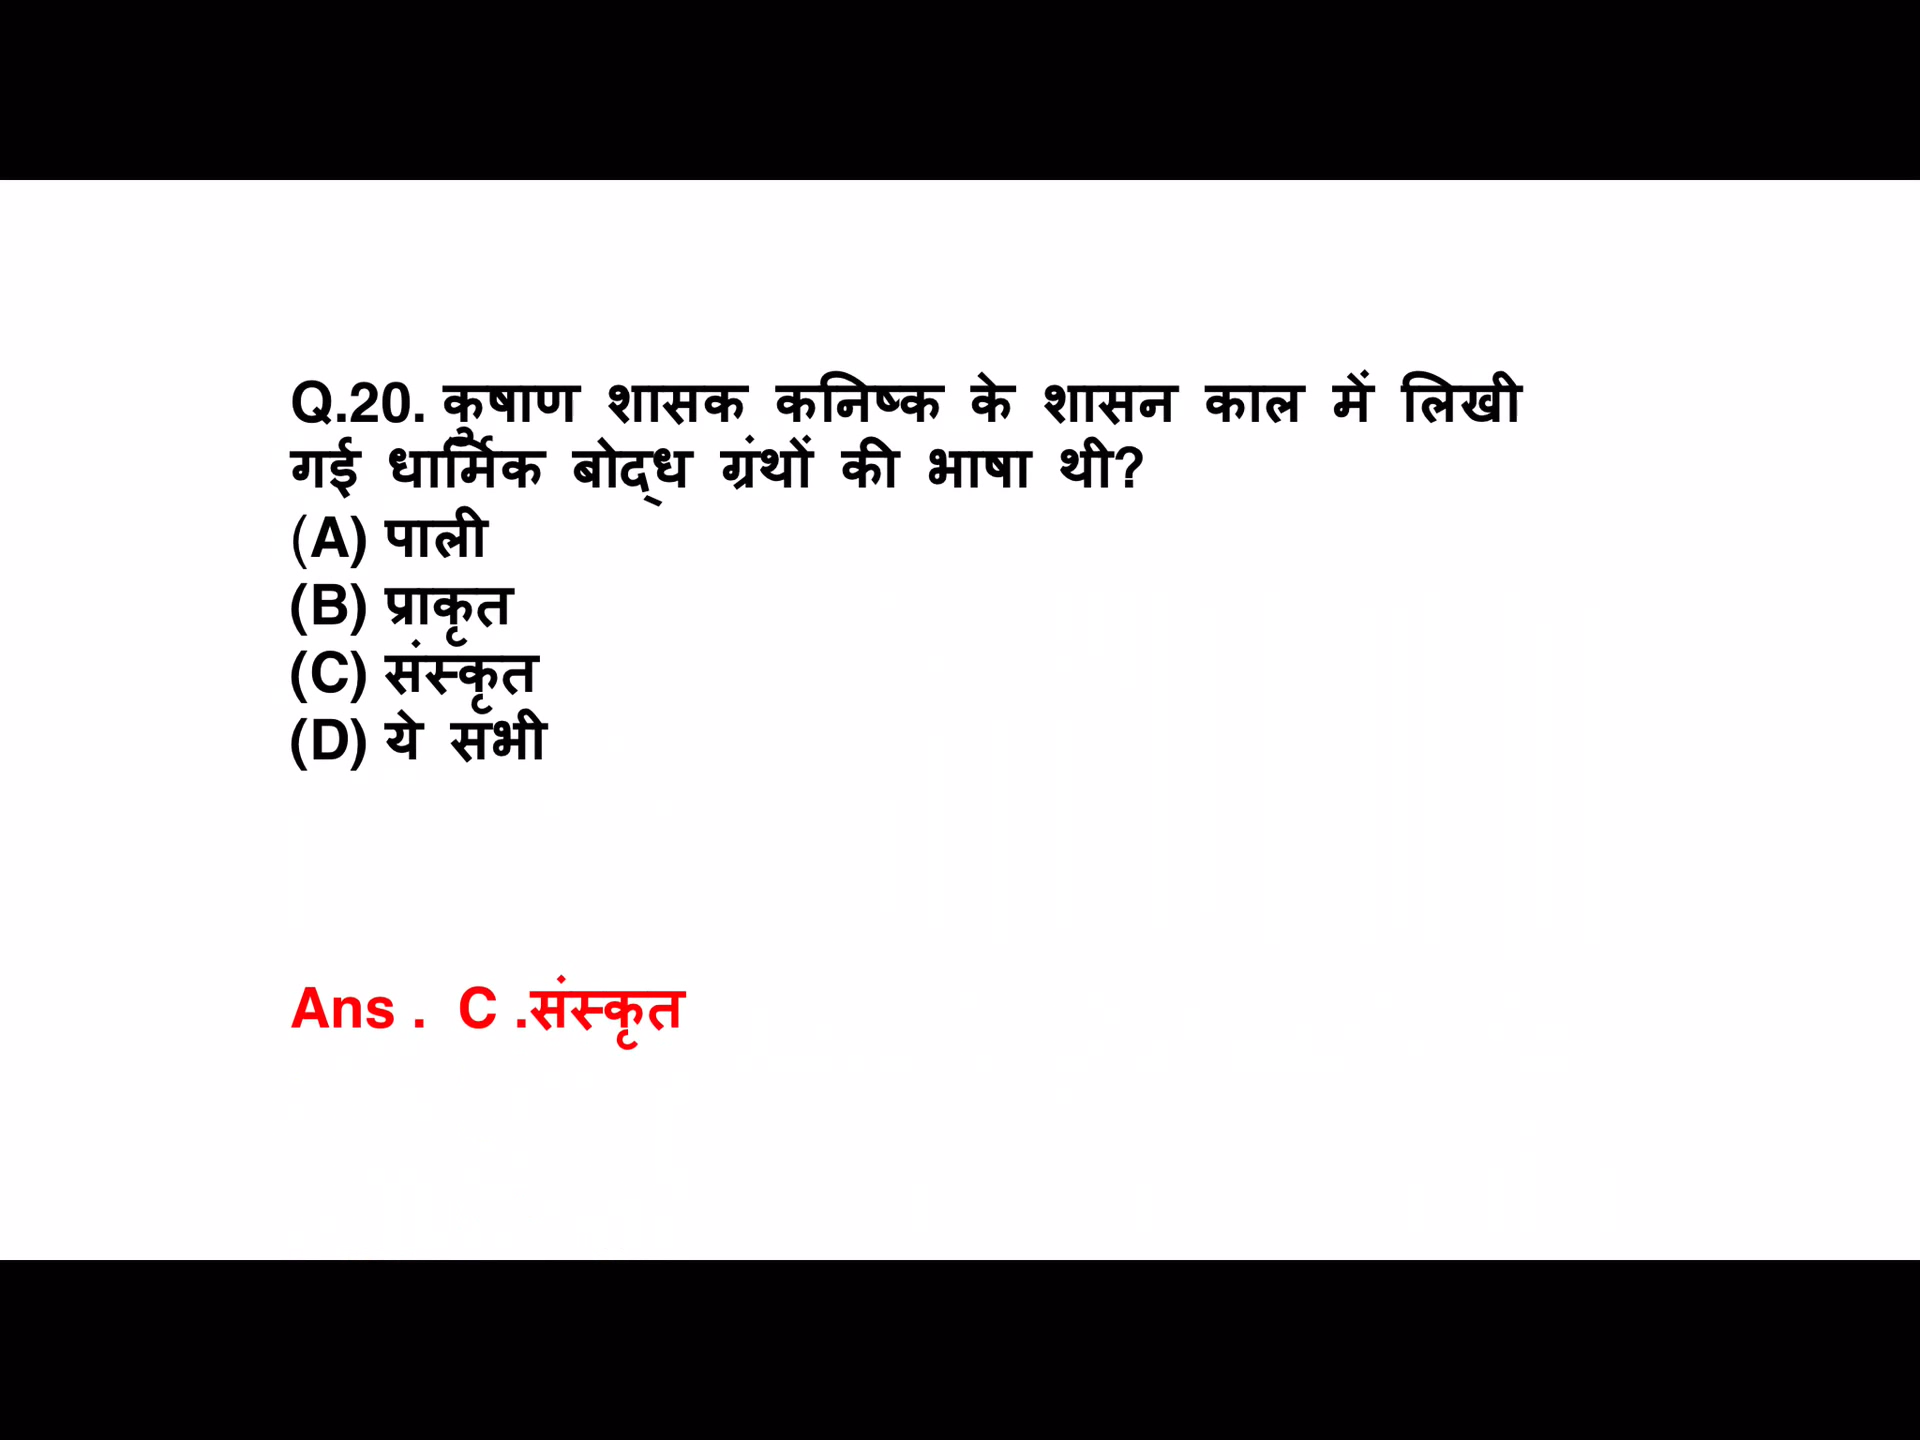 Q.20. कुषाण शासक कनिष्क के शासन काल में लिखी
गई धार्मिक बोद्ध ग्रंथों की भाषा थी?
(A) पाली
(B) प्राकृत
(C) संस्कृत
(D) ये सभी
Ans . C .संस्कृत